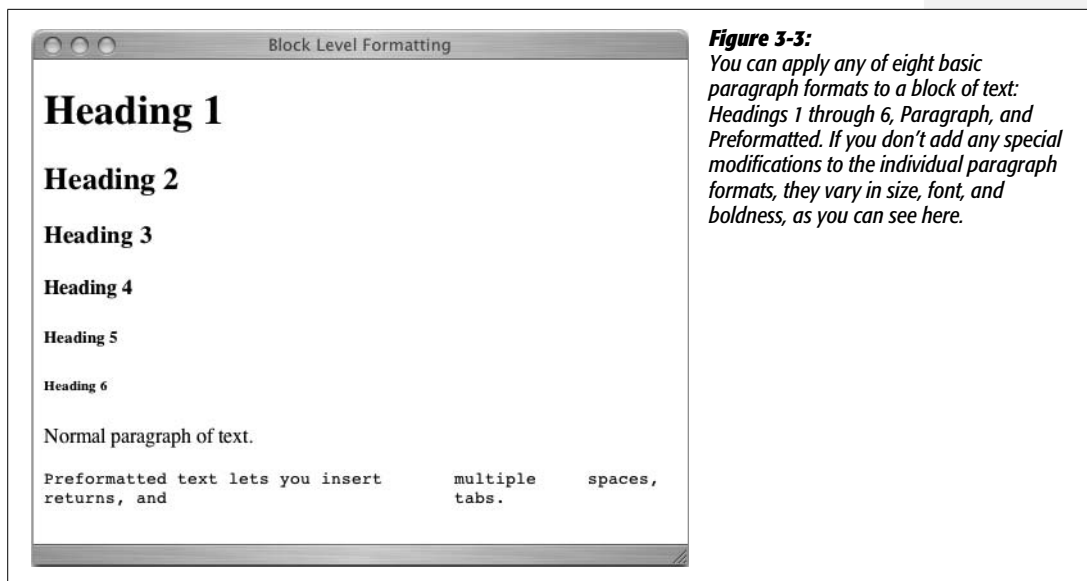 Block Level Formatting
Heading 1
Heading 2
Heading 3
Heading 4
Heading 5
Heading 6
Normal paragraph of text.
Preformatted text lets you insert     multiple     spaces,
returns, and                          tabs.
Figure 3-3:
You can apply any of eight basic
paragraph formats to a block of text:
Headings 1 through 6, Paragraph, and
Preformatted. If you don’t add any special
modifications to the individual paragraph
formats, they vary in size, font, and
boldness, as you can see here.